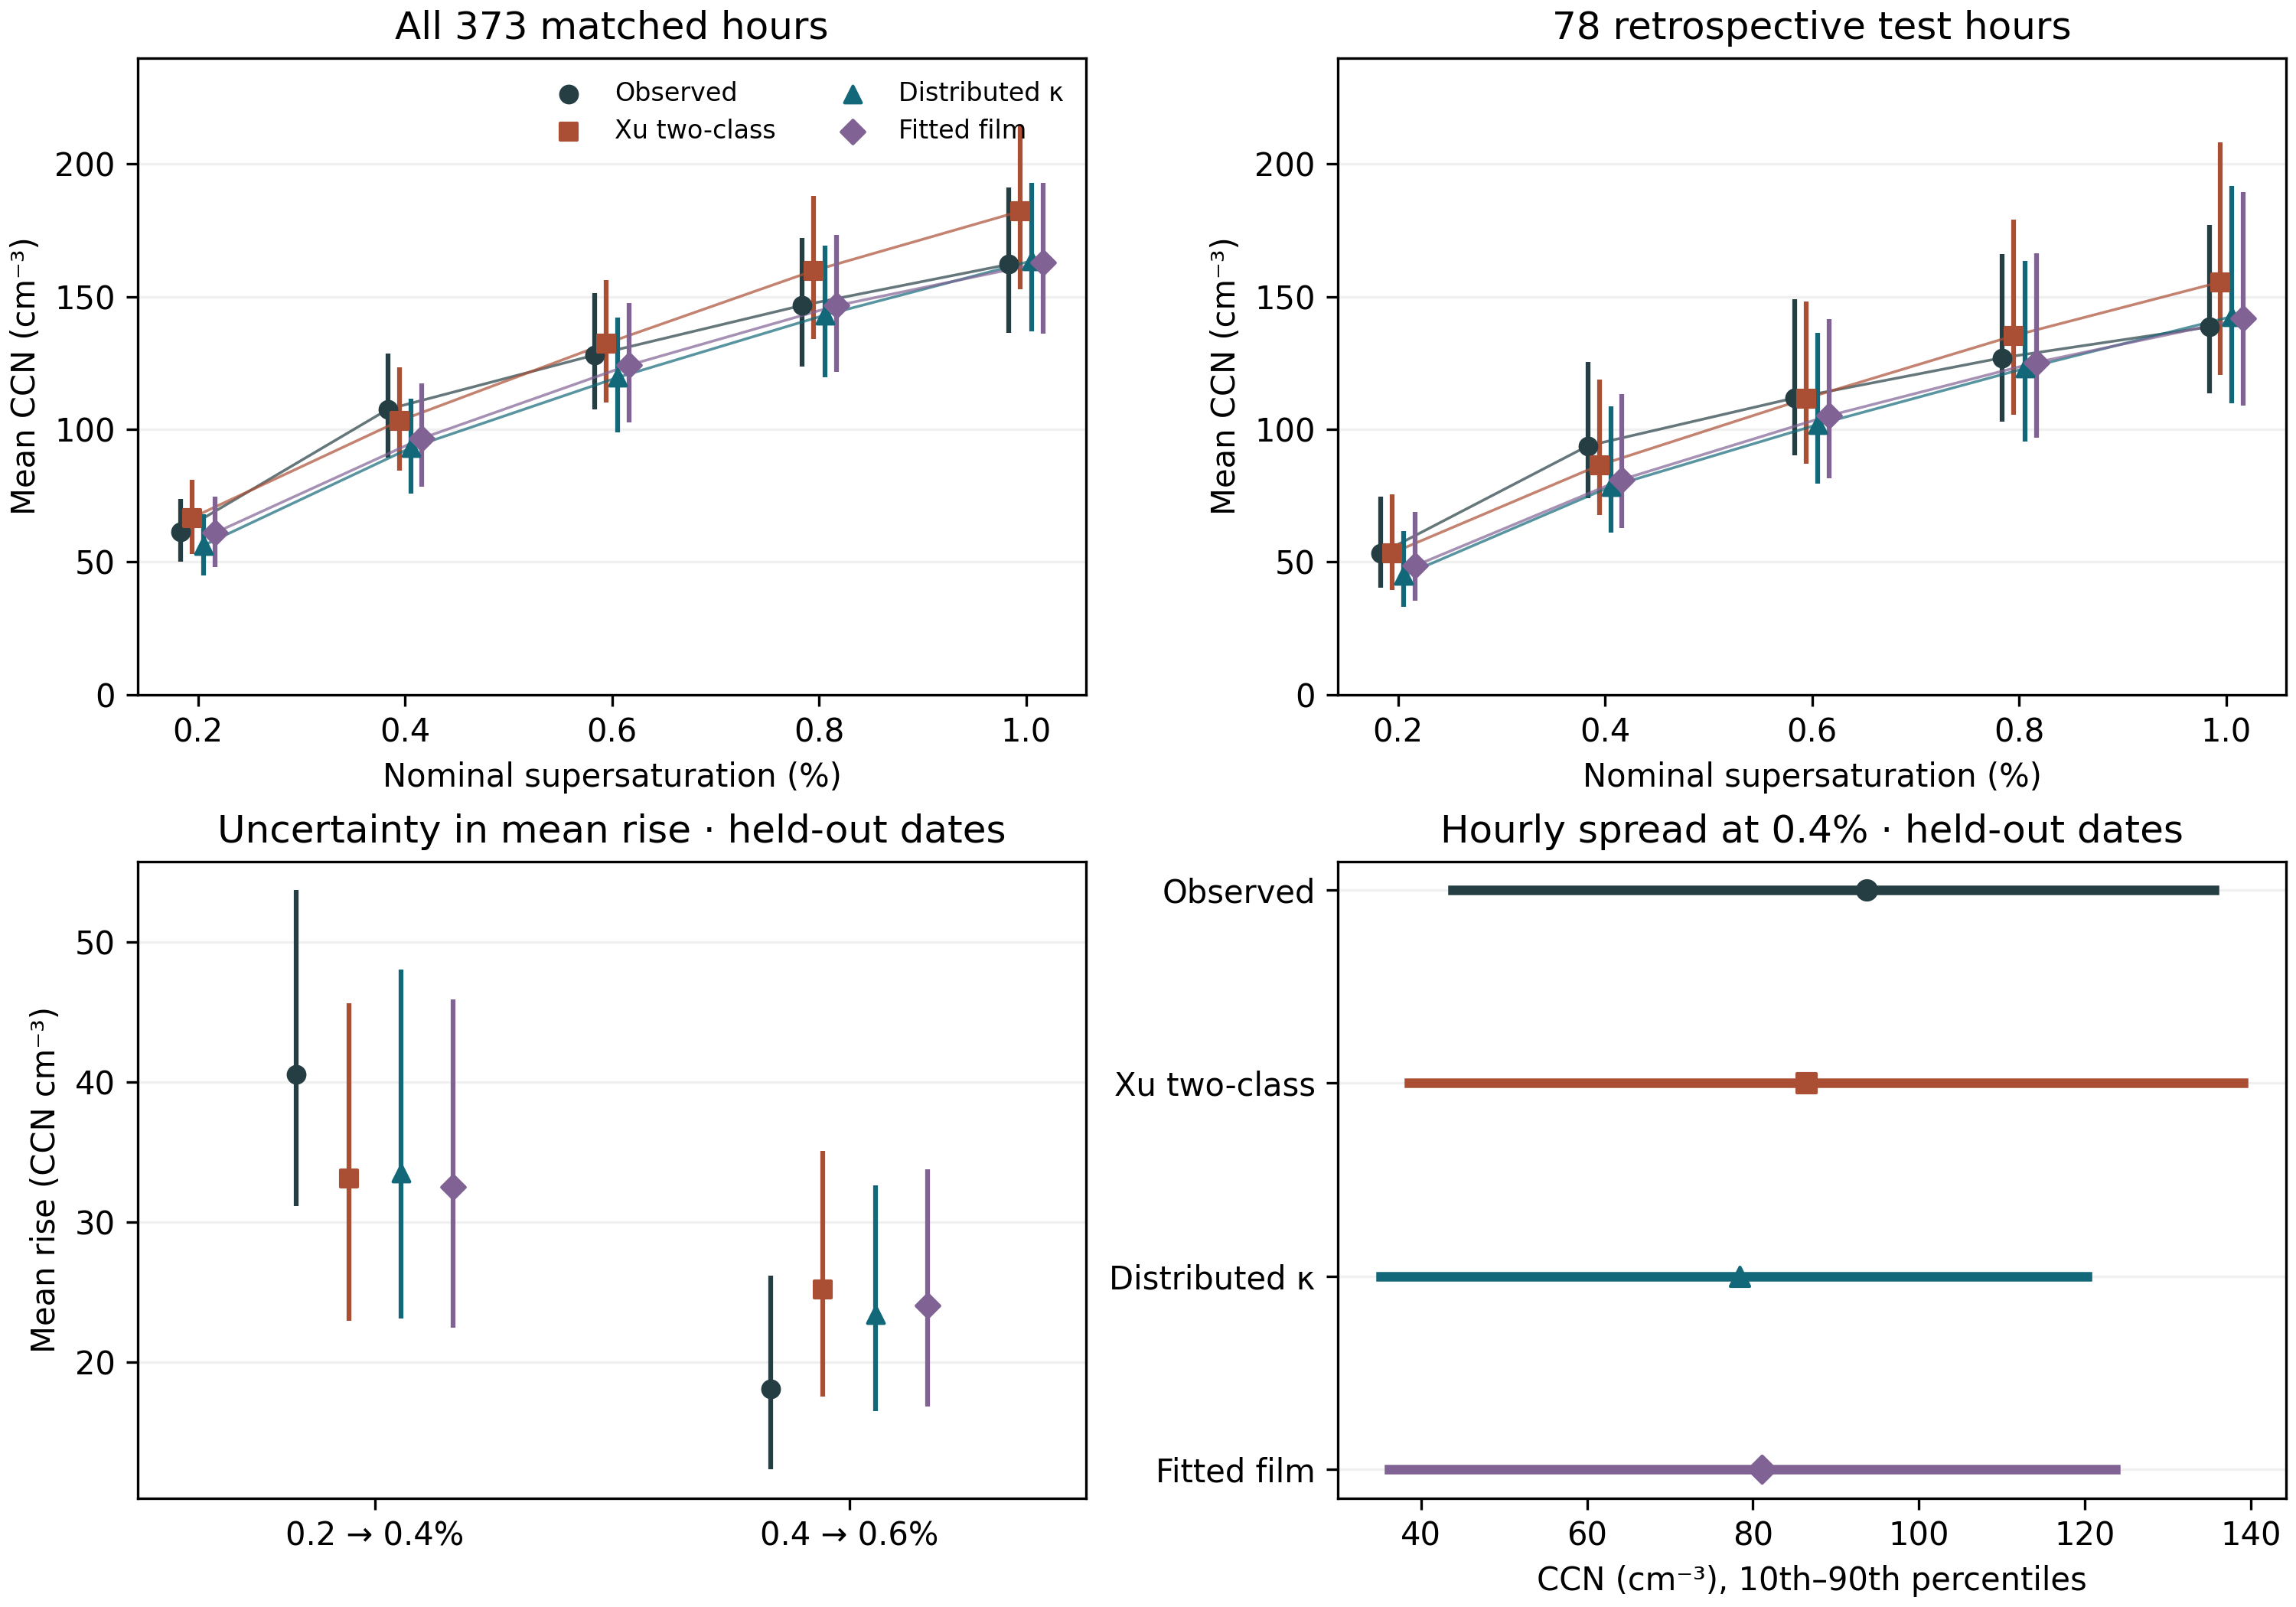 All 373 matched hours
Observed
Xu two-class
Distributed κ
Fitted film
Mean CCN (cm⁻³)
200
150
100
50
0
0.2 0.4 0.6 0.8 1.0
Nominal supersaturation (%)
78 retrospective test hours
Mean CCN (cm⁻³)
200
150
100
50
0
0.2 0.4 0.6 0.8 1.0
Nominal supersaturation (%)
Uncertainty in mean rise · held-out dates
Mean rise (CCN cm⁻³)
50
40
30
20
0.2 → 0.4% 0.4 → 0.6%
Hourly spread at 0.4% · held-out dates
Observed
Xu two-class
Distributed κ
Fitted film
40 60 80 100 120 140
CCN (cm⁻³), 10th–90th percentiles